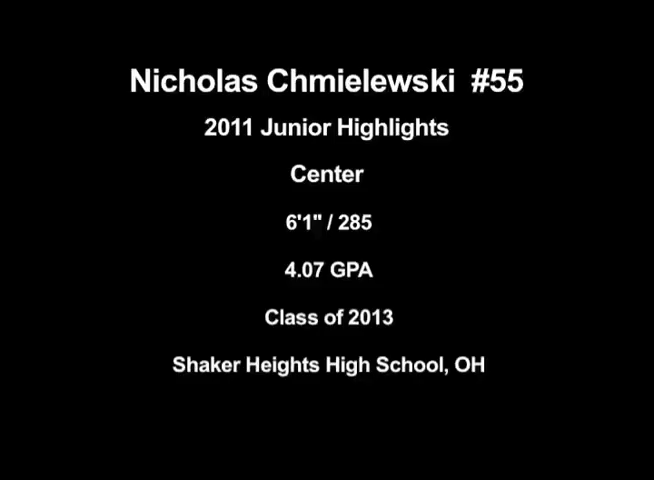 Nicholas Chmielewski #55
2011 Junior Highlights
Center
6'1" / 285
4.07 GPA
Class of 2013
Shaker Heights High School, OH